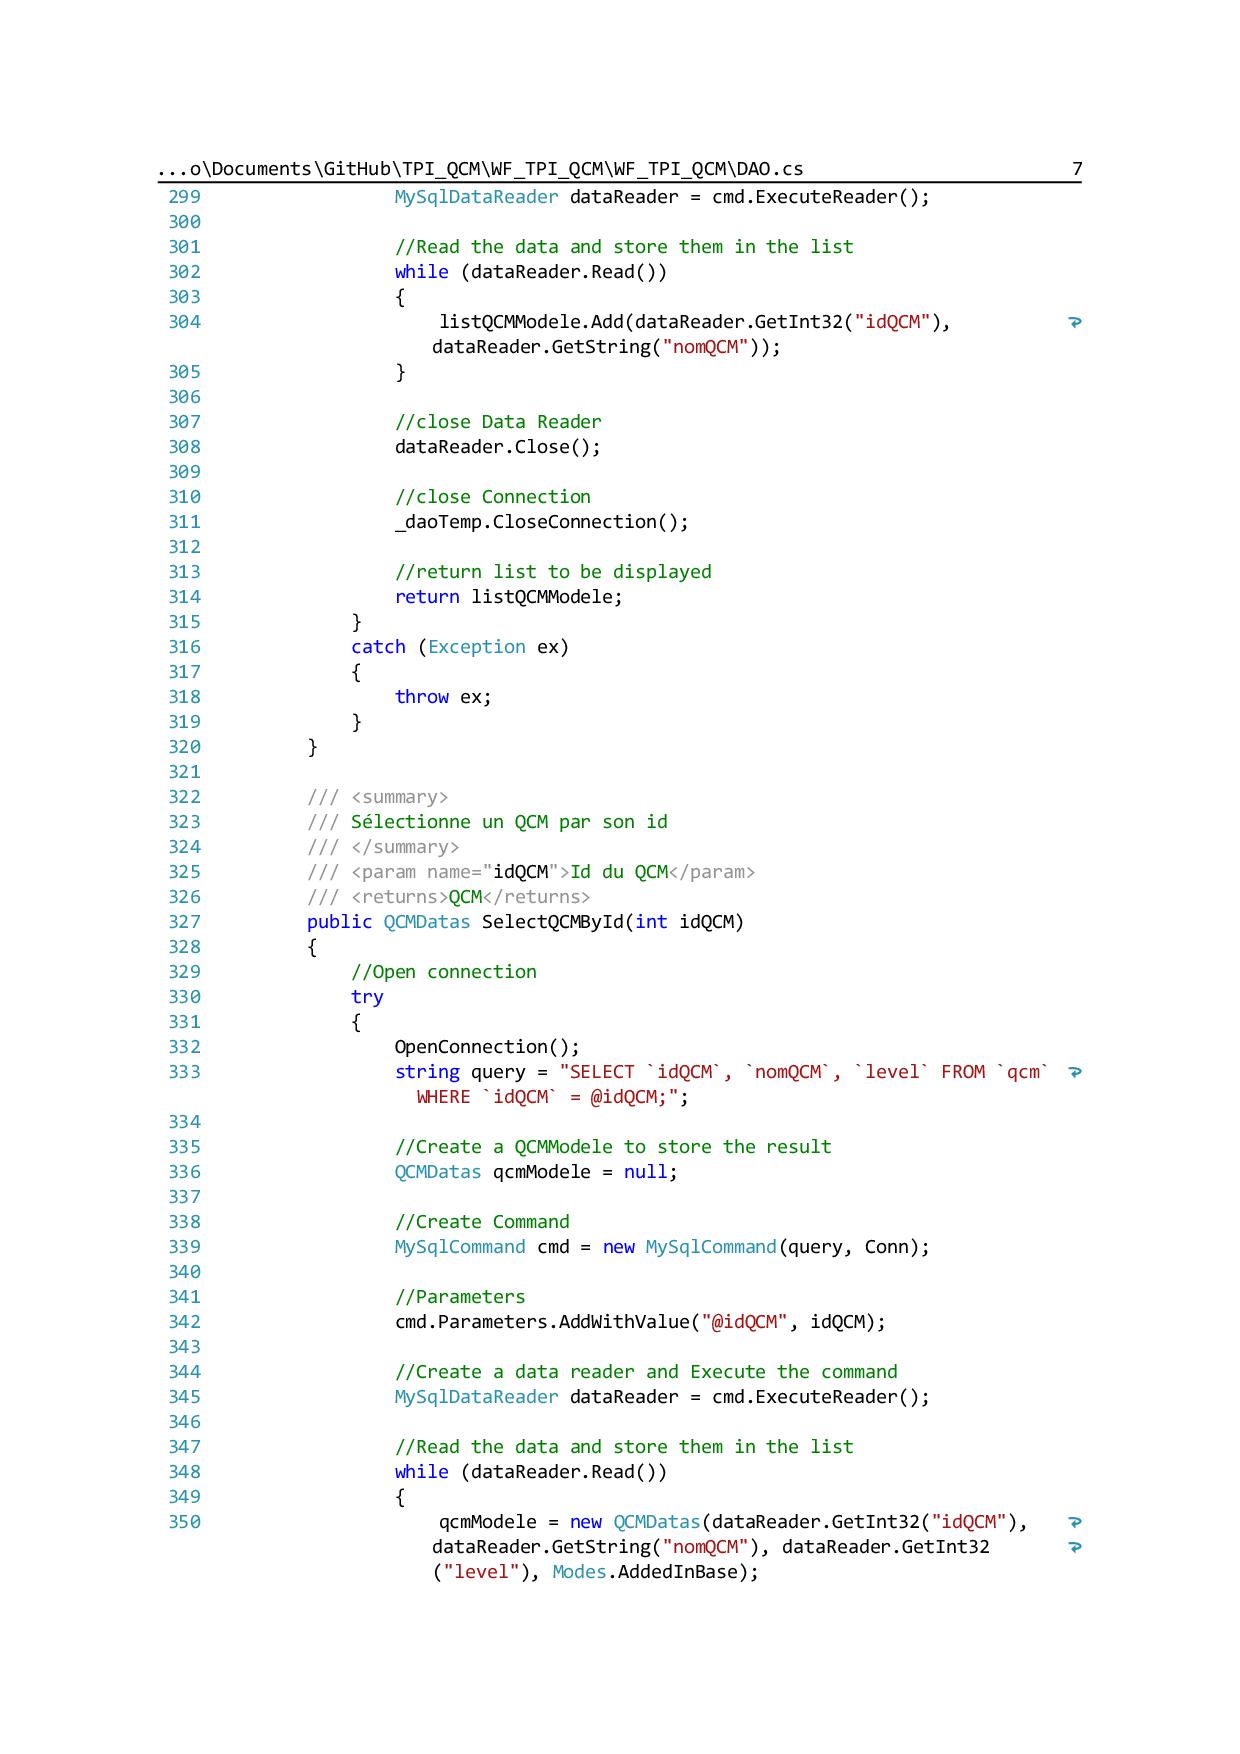 ...o\Documents\GitHub\TPI_QCM\WF_TPI_QCM\WF_TPI_QCM\DAO.cs 7
299 MySqlDataReader dataReader = cmd.ExecuteReader();
300
301 //Read the data and store them in the list
302 while (dataReader.Read())
303 {
304 listQCMModele.Add(dataReader.GetInt32("idQCM"),
dataReader.GetString("nomQCM"));
305 }
306
307 //close Data Reader
308 dataReader.Close();
309
310 //close Connection
311 _daoTemp.CloseConnection();
312
313 //return list to be displayed
314 return listQCMModele;
315 }
316 catch (Exception ex)
317 {
318 throw ex;
319 }
320 }
321
322 /// <summary>
323 /// Sélectionne un QCM par son id
324 /// </summary>
325 /// <param name="idQCM">Id du QCM</param>
326 /// <returns>QCM</returns>
327 public QCMDatas SelectQCMById(int idQCM)
328 {
329 //Open connection
330 try
331 {
332 OpenConnection();
333 string query = "SELECT `idQCM`, `nomQCM`, `level` FROM `qcm`
WHERE `idQCM` = @idQCM;";
334
335 //Create a QCMModele to store the result
336 QCMDatas qcmModele = null;
337
338 //Create Command
339 MySqlCommand cmd = new MySqlCommand(query, Conn);
340
341 //Parameters
342 cmd.Parameters.AddWithValue("@idQCM", idQCM);
343
344 //Create a data reader and Execute the command
345 MySqlDataReader dataReader = cmd.ExecuteReader();
346
347 //Read the data and store them in the list
348 while (dataReader.Read())
349 {
350 qcmModele = new QCMDatas(dataReader.GetInt32("idQCM"),
dataReader.GetString("nomQCM"), dataReader.GetInt32
("level"), Modes.AddedInBase);